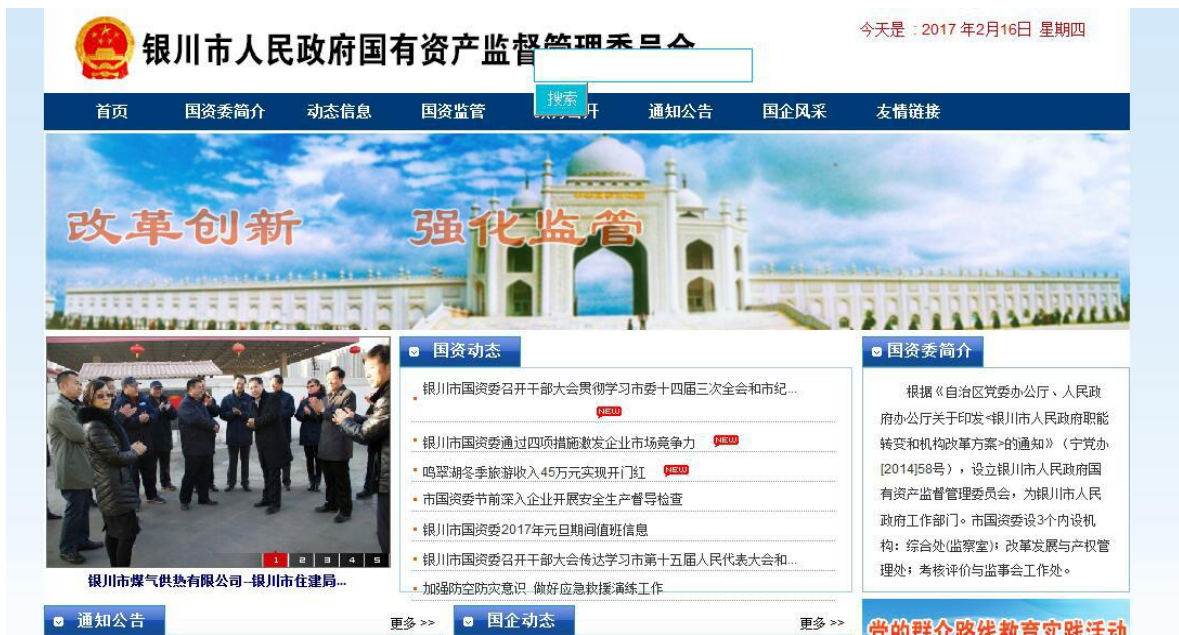 今天是：2017年2月16日 星期四
银川市人民政府国有资产监督管理委员会
搜索
首页 国资委简介 动态信息 国资监管 通知公告 国企风采 友情链接
改革创新 强化监管
国资动态
银川市国资委召开干部大会贯彻学习市委十四届三次全会和市纪...
NEW
银川市国资委通过四项措施激发企业市场竞争力 NEW
鸣翠湖冬季旅游收入45万元实现开门红 NEW
市国资委节前深入企业开展安全生产督导检查
银川市国资委2017年元旦期间值班信息
银川市国资委召开干部大会传达学习市第十五届人民代表大会和...
加强防空防灾意识 做好应急救援演练工作
1 2 3 4 5
银川市煤气供热有限公司--银川市住建局...
国资委简介
根据《自治区党委办公厅、人民政
府办公厅关于印发<银川市人民政府职能
转变和机构改革方案>的通知》（宁党办
[2014]58号），设立银川市人民政府国
有资产监督管理委员会，为银川市人民
政府工作部门。市国资委设3个内设机
构：综合处(监察室)；改革发展与产权管
理处；考核评价与监事会工作处。
通知公告 更多 >>
国企动态 更多 >>
党的群众路线教育实践活动